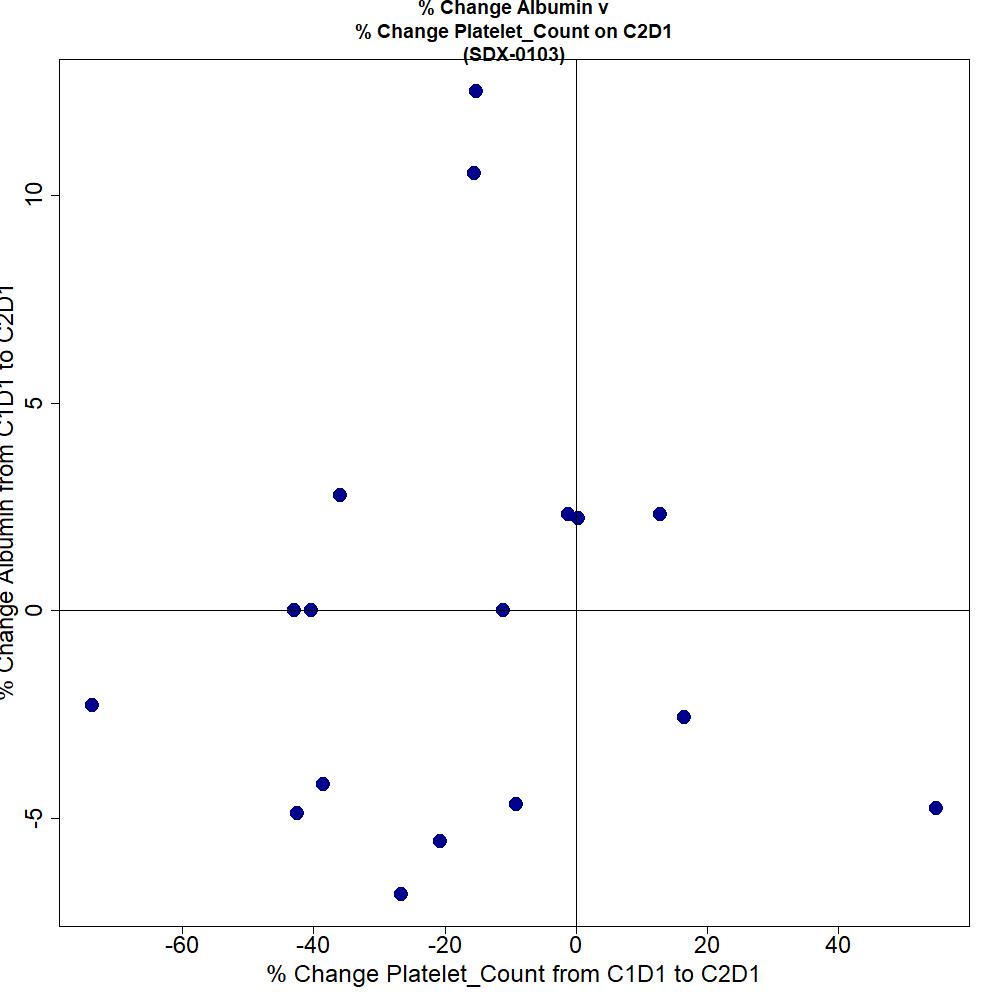 % Change Albumin v
% Change Platelet_Count on C2D1
(SDX-0103)
% Change Albumin from C1D1 to C2D1
10
5
0
-5
-60
-40
-20
0
20
40
% Change Platelet_Count from C1D1 to C2D1